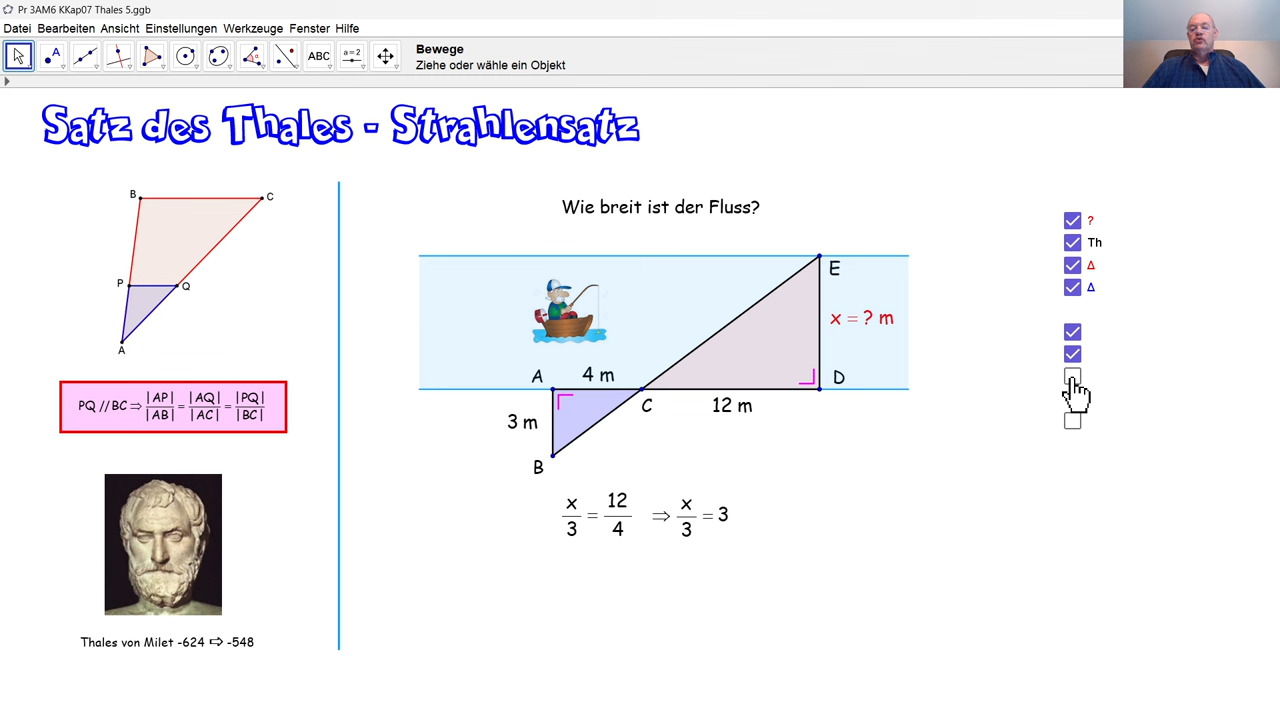 Pr 3AM6 KKap07 Thales 5.ggb
Datei Bearbeiten Ansicht Einstellungen Werkzeuge Fenster Hilfe
A
ABC
a=2
Bewege
Ziehe oder wähle ein Objekt
Satz des Thales - Strahlensatz
B
C
P
Q
A
PQ // BC ⇒ |AP|/|AB| = |AQ|/|AC| = |PQ|/|BC|
Thales von Milet -624 ⇨ -548
Wie breit ist der Fluss?
E
x = ? m
A
4 m
D
C
12 m
3 m
B
x/3 = 12/4 ⇒ x/3 = 3
?
Th
Δ
Δ